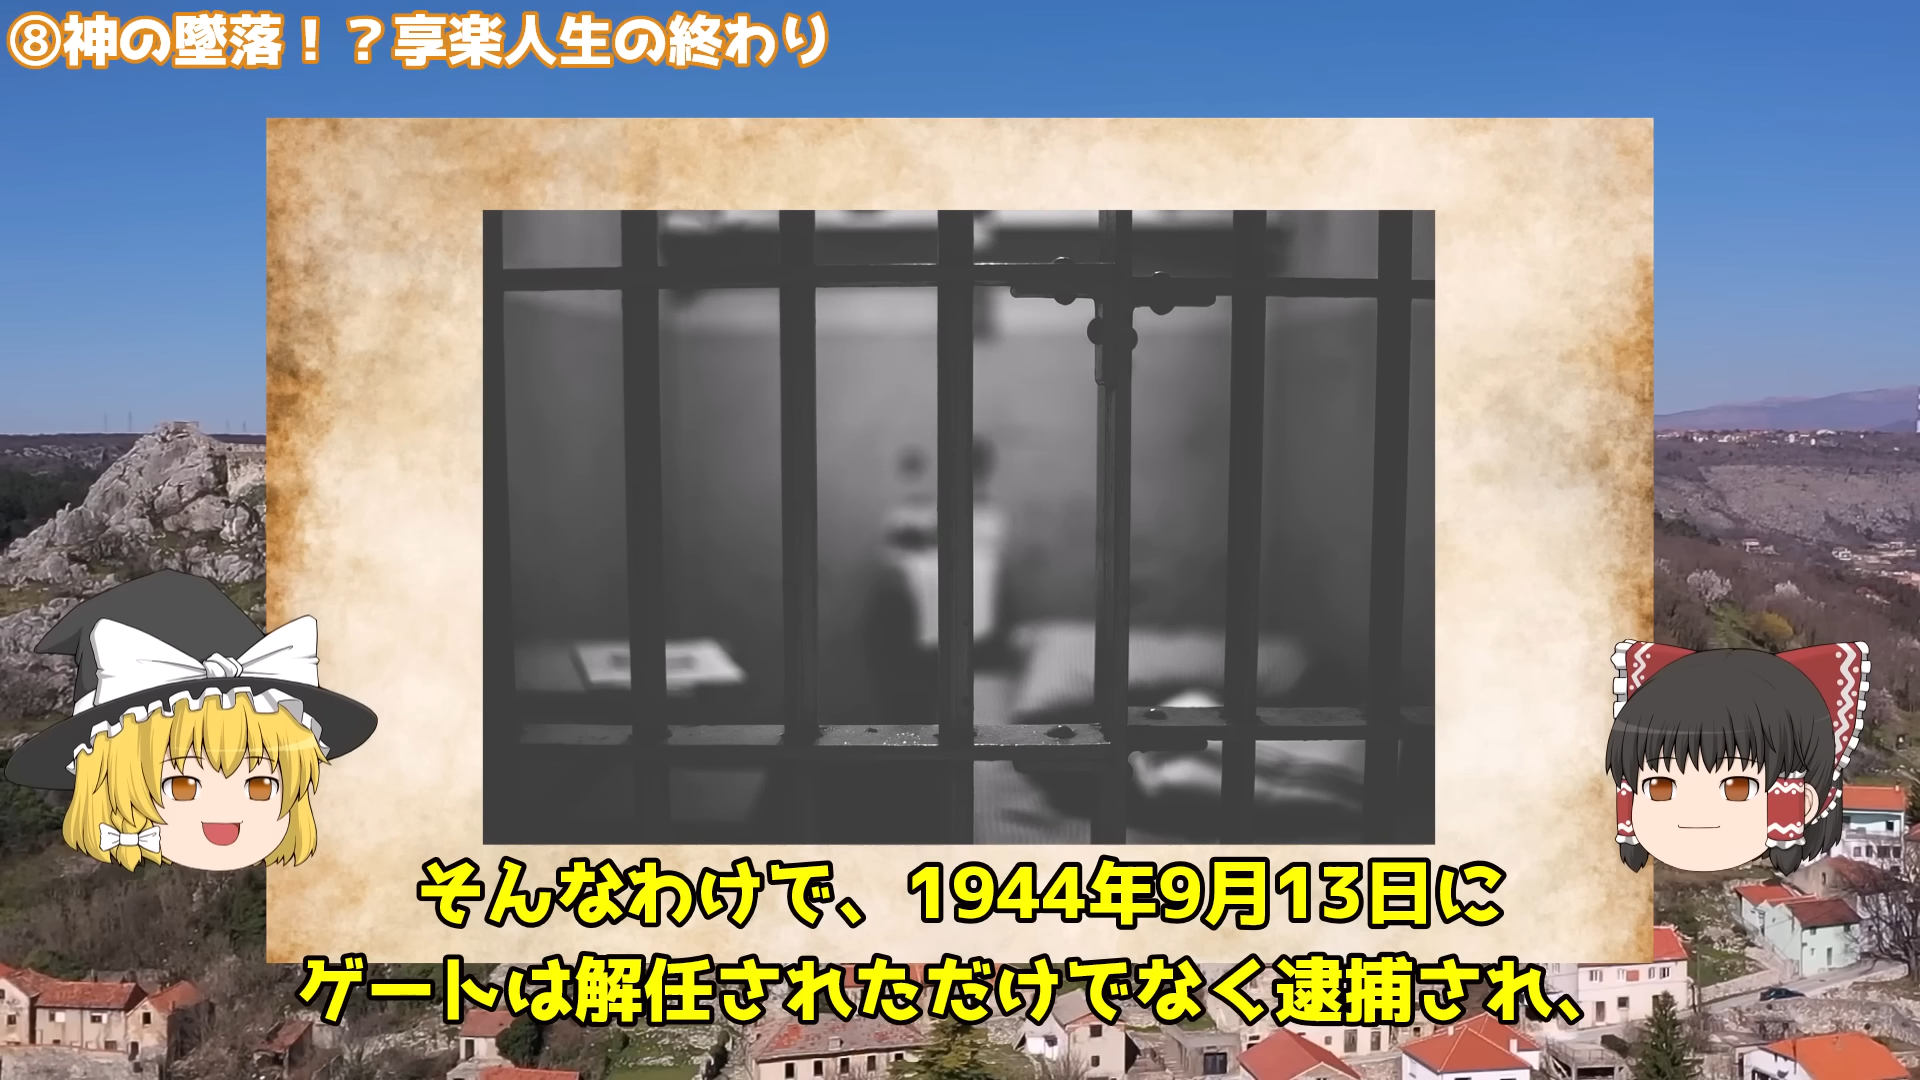 ⑧神の墜落！？享楽人生の終わり
そんなわけで、1944年9月13日に
ゲートは解任されただけでなく逮捕され、